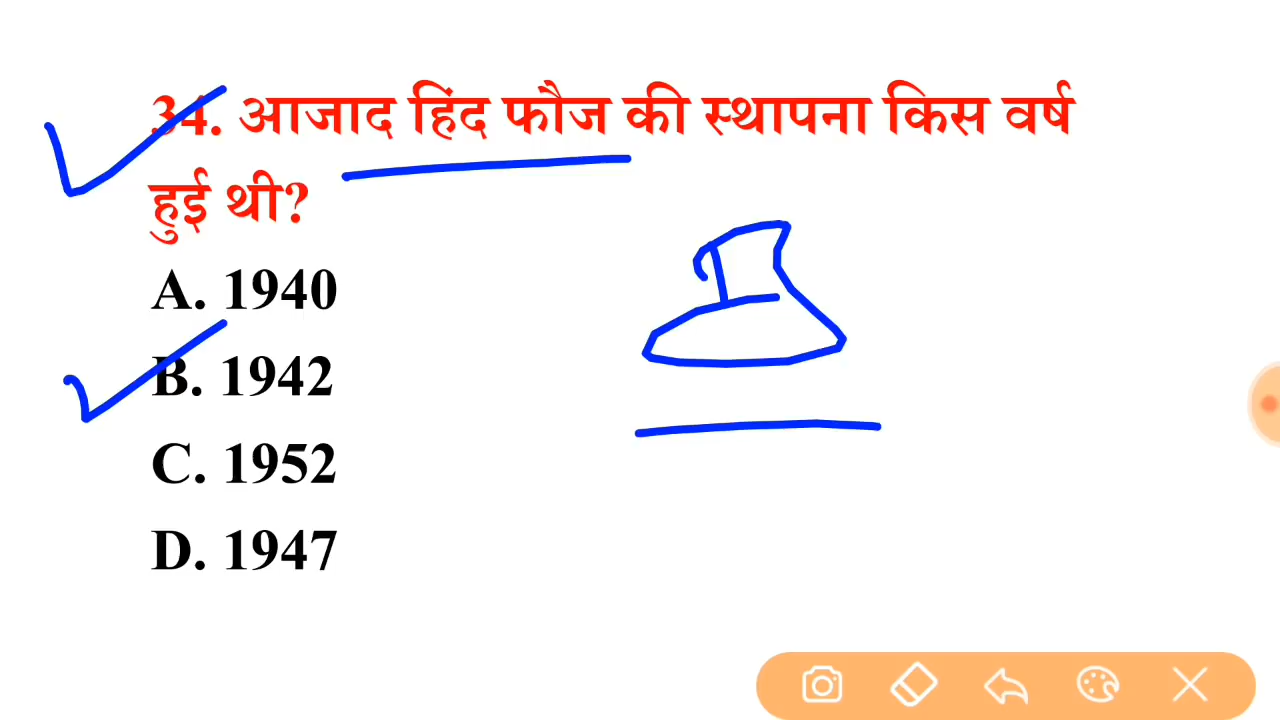 34. आजाद हिंद फौज की स्थापना किस वर्ष
हुई थी?
A. 1940
B. 1942
C. 1952
D. 1947